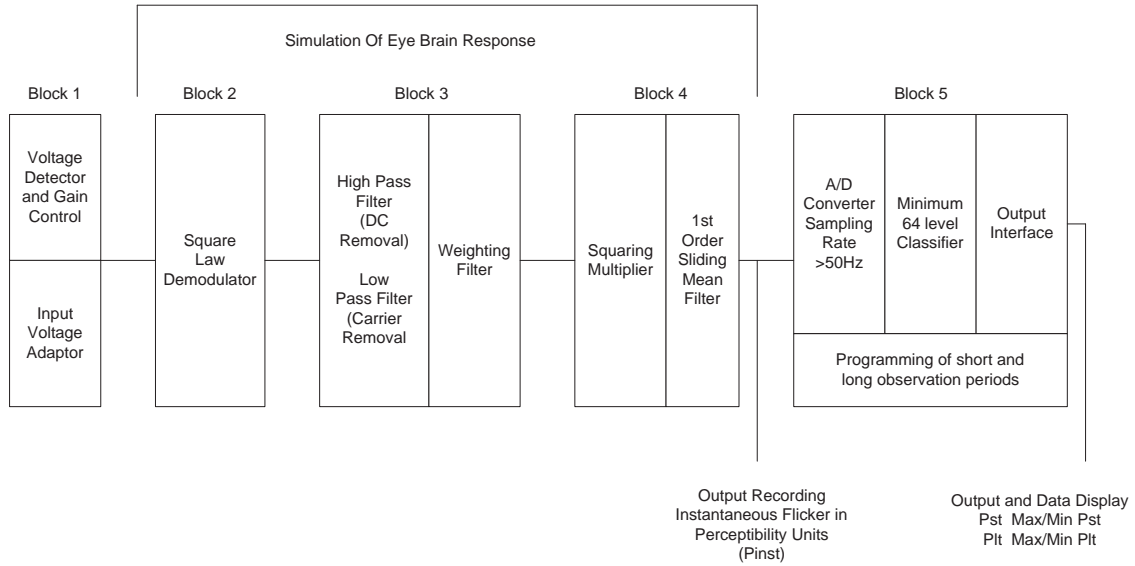 Simulation Of Eye Brain Response
Block 1
Block 2
Block 3
Block 4
Block 5
Voltage
Detector
and Gain
Control
Input
Voltage
Adaptor
Square
Law
Demodulator
High Pass
Filter
(DC
Removal)
Low
Pass Filter
(Carrier
Removal
Weighting
Filter
Squaring
Multiplier
1st
Order
Sliding
Mean
Filter
A/D
Converter
Sampling
Rate
>50Hz
Minimum
64 level
Classifier
Output
Interface
Programming of short and
long observation periods
Output Recording
Instantaneous Flicker in
Perceptibility Units
(Pinst)
Output and Data Display
Pst Max/Min Pst
Plt Max/Min Plt